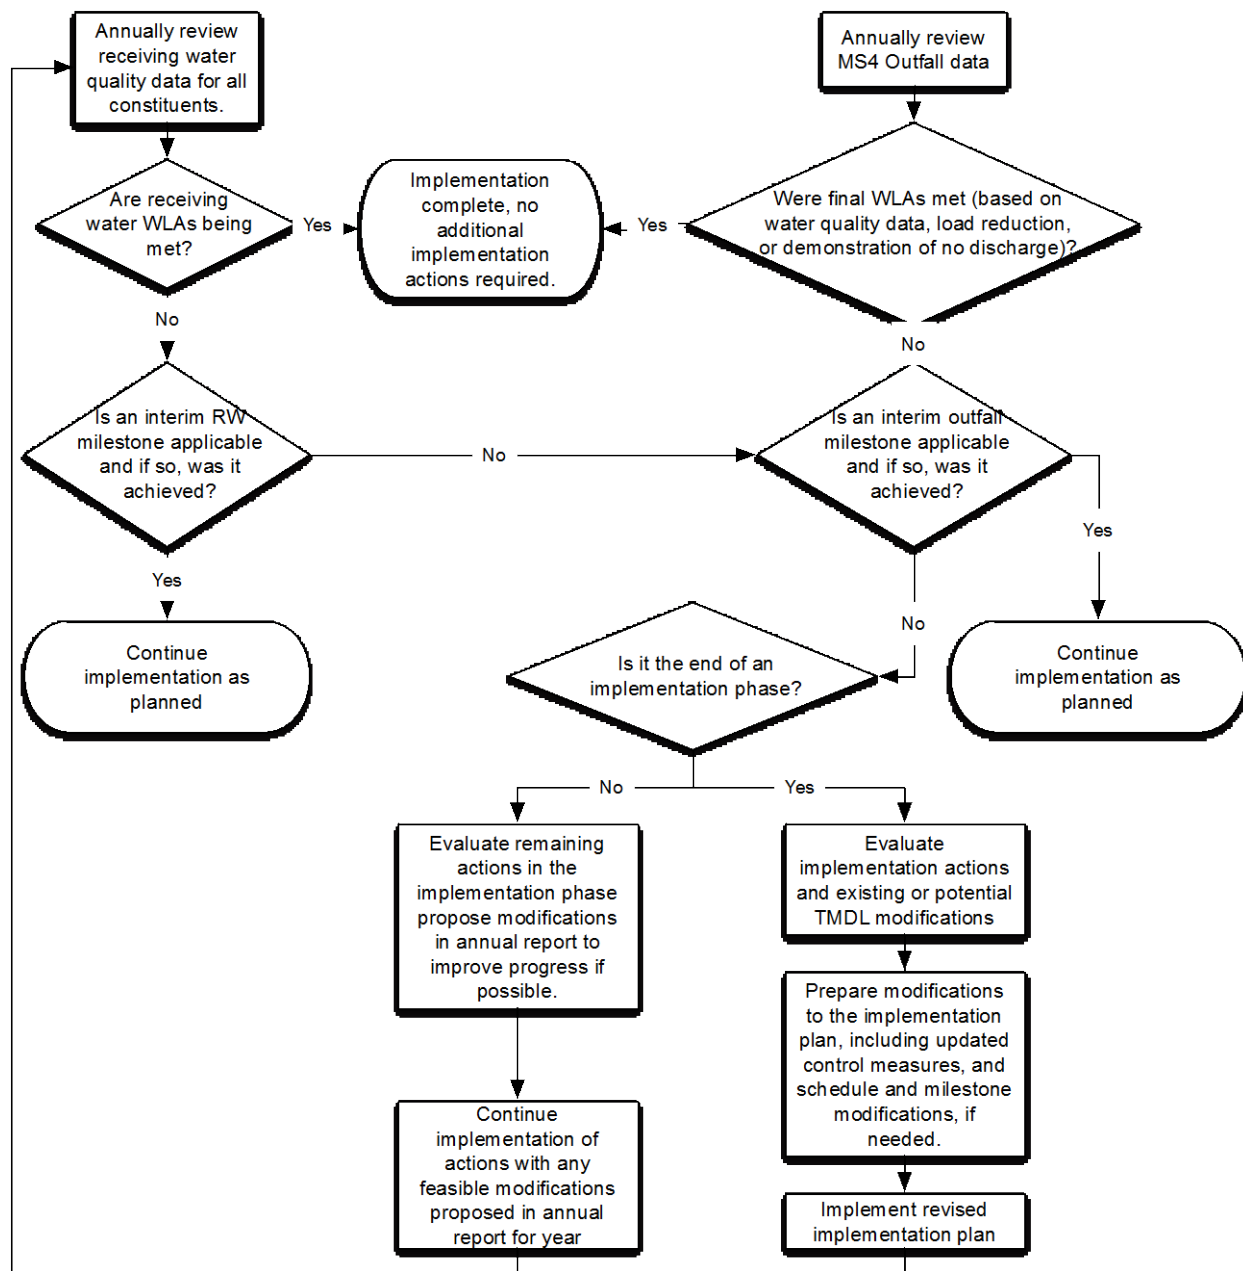 Annually review
receiving water
quality data for all
constituents.
Annually review
MS4 Outfall data
Are receiving
water WLAs being
met?
Yes
Implementation
complete, no
additional
implementation
actions required.
Yes
Were final WLAs met (based on
water quality data, load reduction,
or demonstration of no discharge)?
No
No
Is an interim RW
milestone applicable
and if so, was it
achieved?
No
Is an interim outfall
milestone applicable
and if so, was it
achieved?
Yes
Yes
No
Continue
implementation as
planned
Is it the end of an
implementation phase?
Continue
implementation as
planned
No
Yes
Evaluate remaining
actions in the
implementation phase
propose modifications
in annual report to
improve progress if
possible.
Evaluate
implementation actions
and existing or potential
TMDL modifications
Prepare modifications
to the implementation
plan, including updated
control measures, and
schedule and milestone
modifications, if
needed.
Continue
implementation of
actions with any
feasible modifications
proposed in annual
report for year
Implement revised
implementation plan